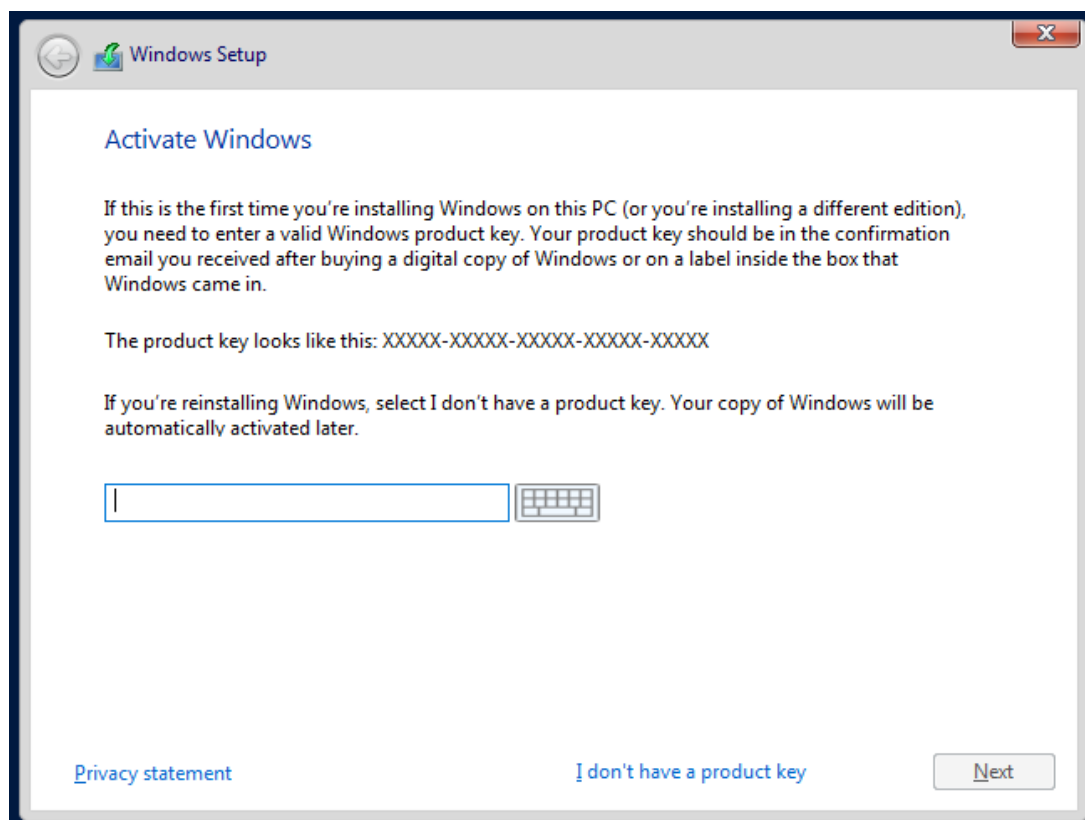 Windows Setup
Activate Windows
If this is the first time you're installing Windows on this PC (or you're installing a different edition),
you need to enter a valid Windows product key. Your product key should be in the confirmation
email you received after buying a digital copy of Windows or on a label inside the box that
Windows came in.
The product key looks like this: XXXXX-XXXXX-XXXXX-XXXXX-XXXXX
If you're reinstalling Windows, select I don't have a product key. Your copy of Windows will be
automatically activated later.
Privacy statement
I don't have a product key
Next